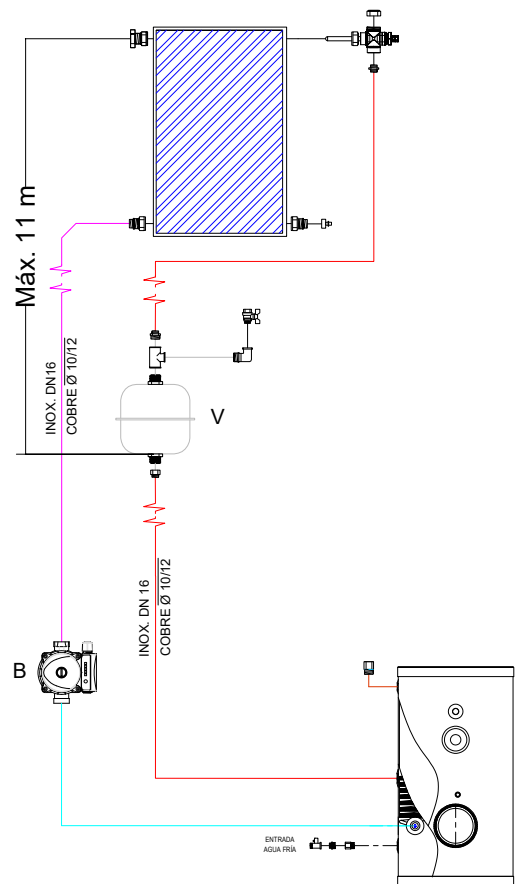 Máx. 11 m
INOX. DN16
COBRE Ø 10/12
V
INOX. DN 16
COBRE Ø 10/12
B
ENTRADA
AGUA FRÍA